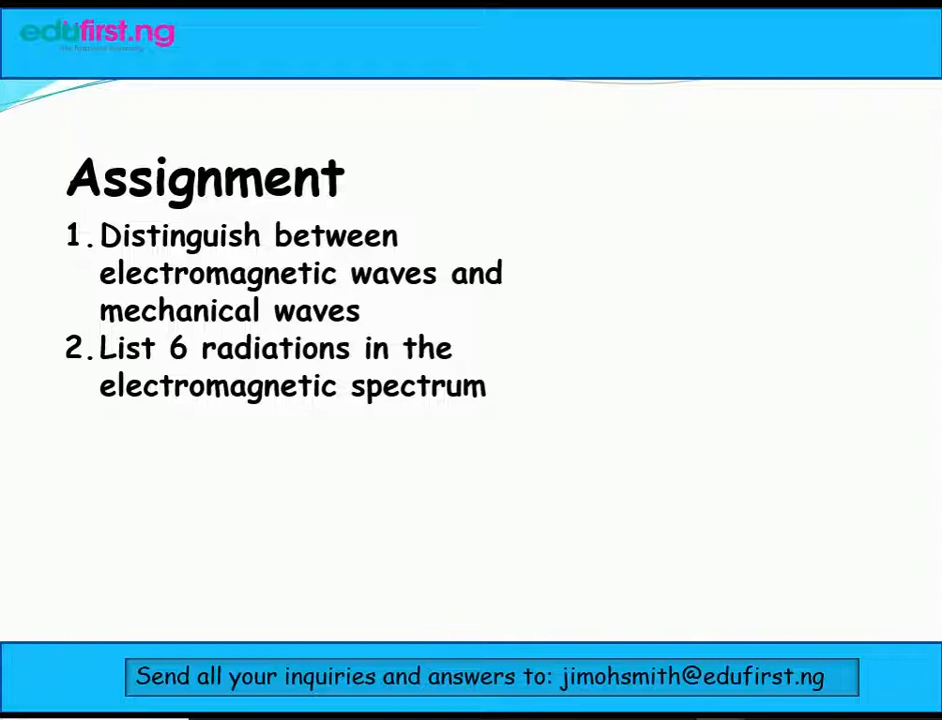 edufirst.ng
Assignment
1. Distinguish between
electromagnetic waves and
mechanical waves
2. List 6 radiations in the
electromagnetic spectrum
Send all your inquiries and answers to: jimohsmith@edufirst.ng